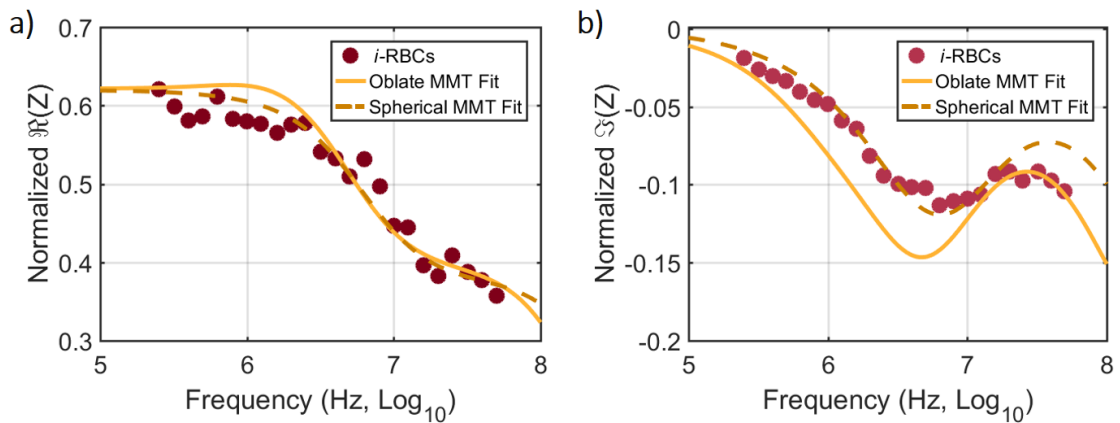 a)
0.7
0.6
0.5
0.4
0.3
Normalized ℜ(Z)
i-RBCs
Oblate MMT Fit
Spherical MMT Fit
5 6 7 8
Frequency (Hz, Log10)
b)
0
-0.05
-0.1
-0.15
-0.2
Normalized ℑ(Z)
i-RBCs
Oblate MMT Fit
Spherical MMT Fit
5 6 7 8
Frequency (Hz, Log10)